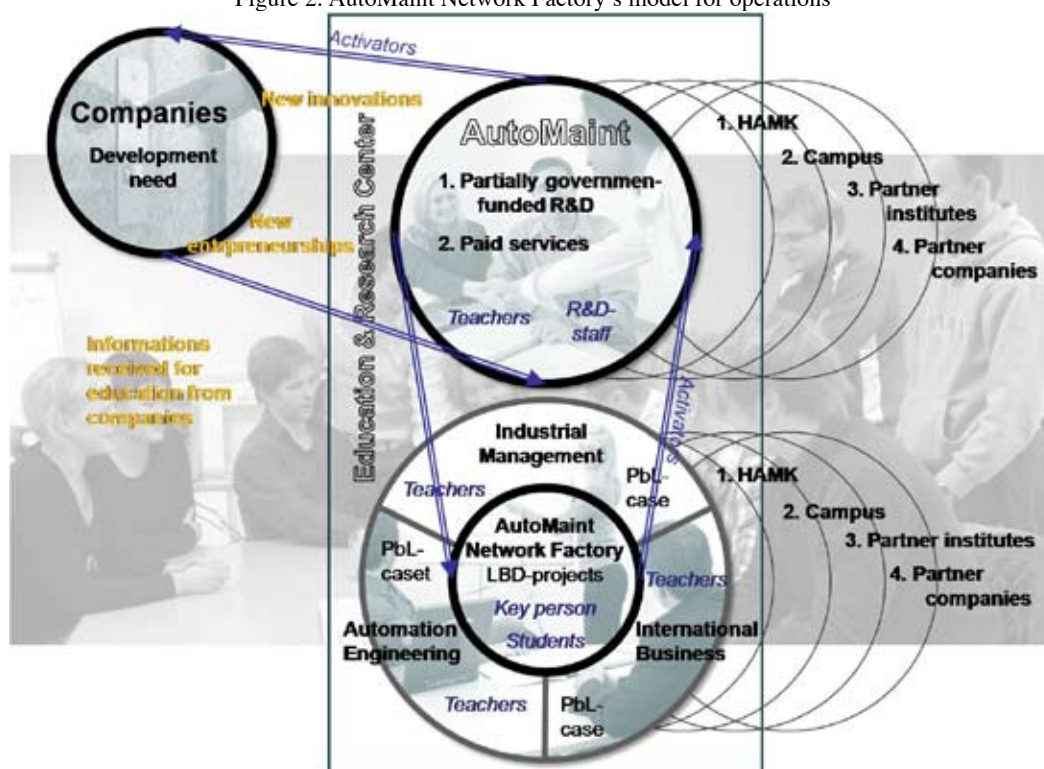 Figure 2: AutoMaint Network Factory's model for operations
Activators
Companies
Development
need
New innovations
New
entrepreneurships
Informations
received for
education from
companies
Education & Research Center
AutoMaint
1. Partially governmen-
funded R&D
2. Paid services
Teachers
R&D-
staff
1. HAMK
2. Campus
3. Partner
institutes
4. Partner
companies
Activators
Industrial
Management
Teachers
PbL-
case
PbL-
caset
AutoMaint
Network Factory
LBD-projects
Key person
Students
Teachers
Automation
Engineering
International
Business
Teachers
PbL-
case
1. HAMK
2. Campus
3. Partner institutes
4. Partner
companies